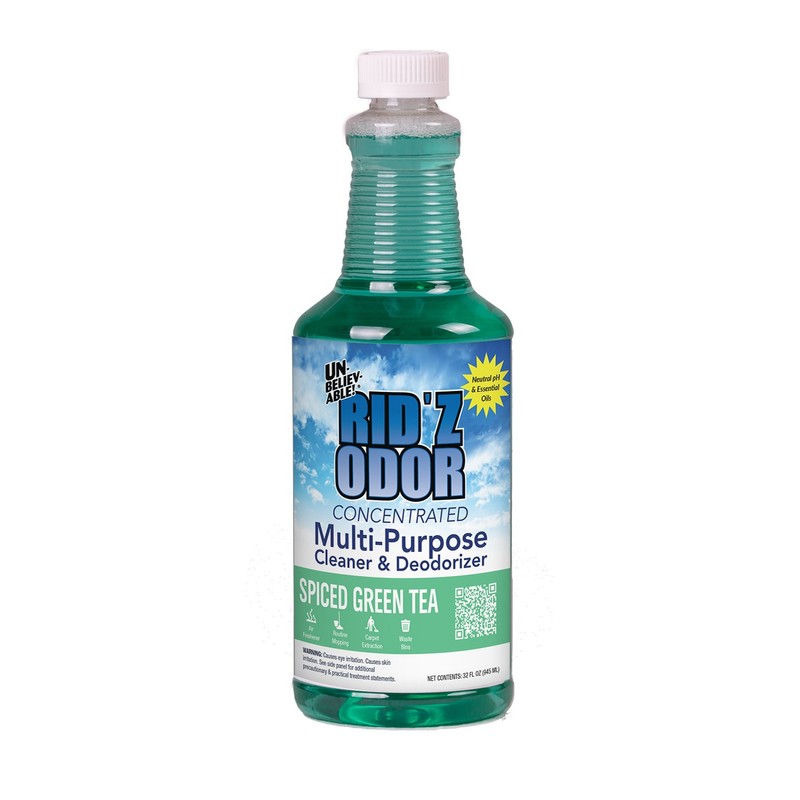 UN-
BELIEV-
ABLE!
Neutral pH
& Essential
Oils
RID'Z
ODOR
CONCENTRATED
Multi-Purpose
Cleaner & Deodorizer
SPICED GREEN TEA
Air
Freshener
Routine
Mopping
Carpet
Extraction
Waste
Bins
WARNING: Causes eye irritation. Causes skin
irritation. See side panel for additional
precautionary & practical treatment statements.
NET CONTENTS: 32 FL OZ (945 ML)